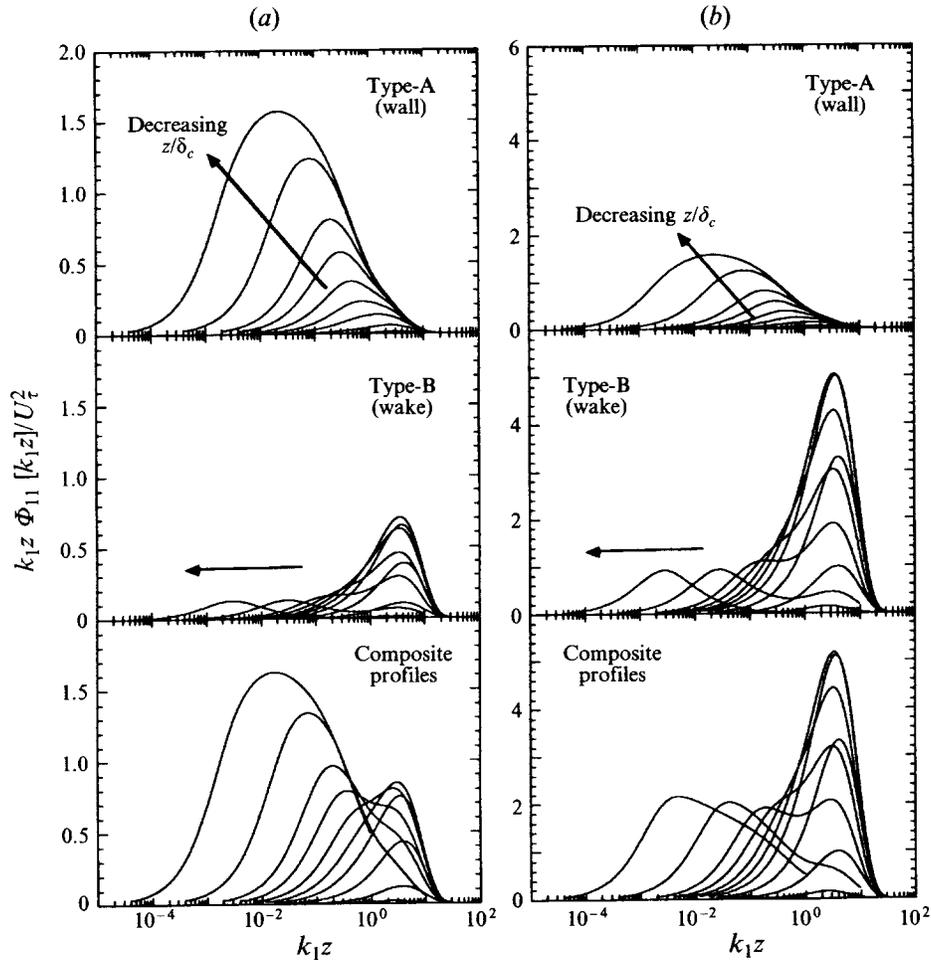 (a)
(b)
2.0
1.5
1.0
0.5
0
Type-A
(wall)
Decreasing
z/δc
6
4
2
0
Type-A
(wall)
Decreasing z/δc
1.5
1.0
0.5
0
Type-B
(wake)
4
2
0
Type-B
(wake)
k₁z Φ₁₁ [k₁z]/U²τ
1.5
1.0
0.5
0
Composite
profiles
10⁻⁴
10⁻²
10⁰
10²
k₁z
4
2
0
Composite
profiles
10⁻⁴
10⁻²
10⁰
10²
k₁z